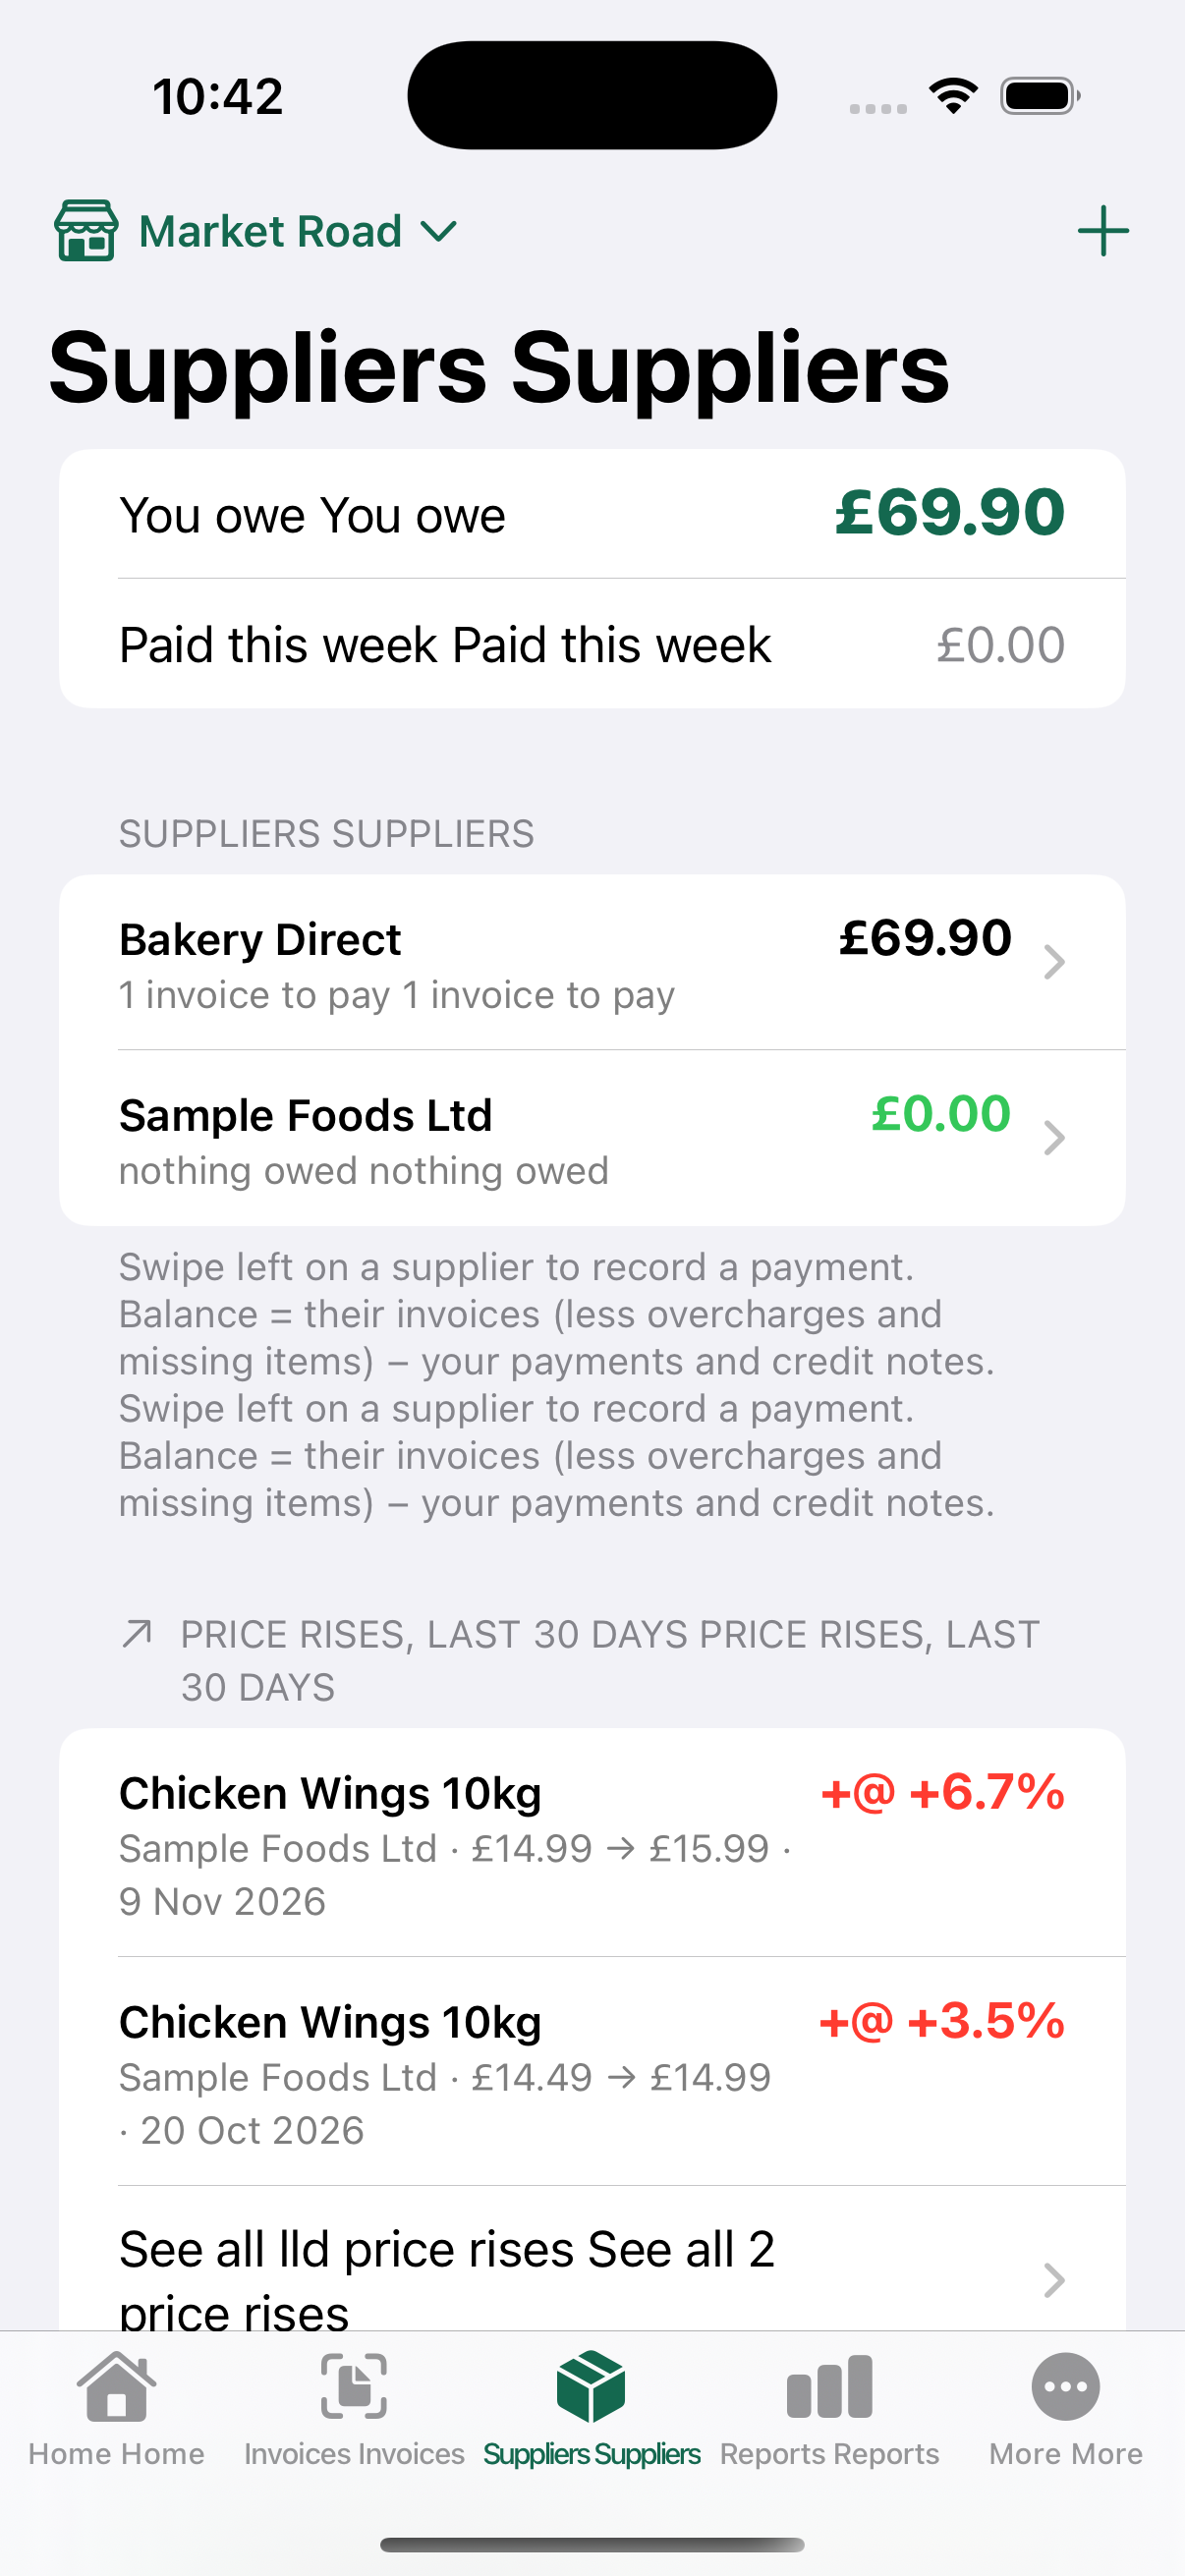 10:42
Market Road
Suppliers Suppliers
You owe You owe £69.90
Paid this week Paid this week £0.00
SUPPLIERS SUPPLIERS
Bakery Direct £69.90
1 invoice to pay 1 invoice to pay
Sample Foods Ltd £0.00
nothing owed nothing owed
Swipe left on a supplier to record a payment.
Balance = their invoices (less overcharges and
missing items) – your payments and credit notes.
Swipe left on a supplier to record a payment.
Balance = their invoices (less overcharges and
missing items) – your payments and credit notes.
PRICE RISES, LAST 30 DAYS PRICE RISES, LAST
30 DAYS
Chicken Wings 10kg +@ +6.7%
Sample Foods Ltd · £14.99 → £15.99 ·
9 Nov 2026
Chicken Wings 10kg +@ +3.5%
Sample Foods Ltd · £14.49 → £14.99
· 20 Oct 2026
See all lld price rises See all 2
price rises
Home Home Invoices Invoices Suppliers Suppliers Reports Reports More More